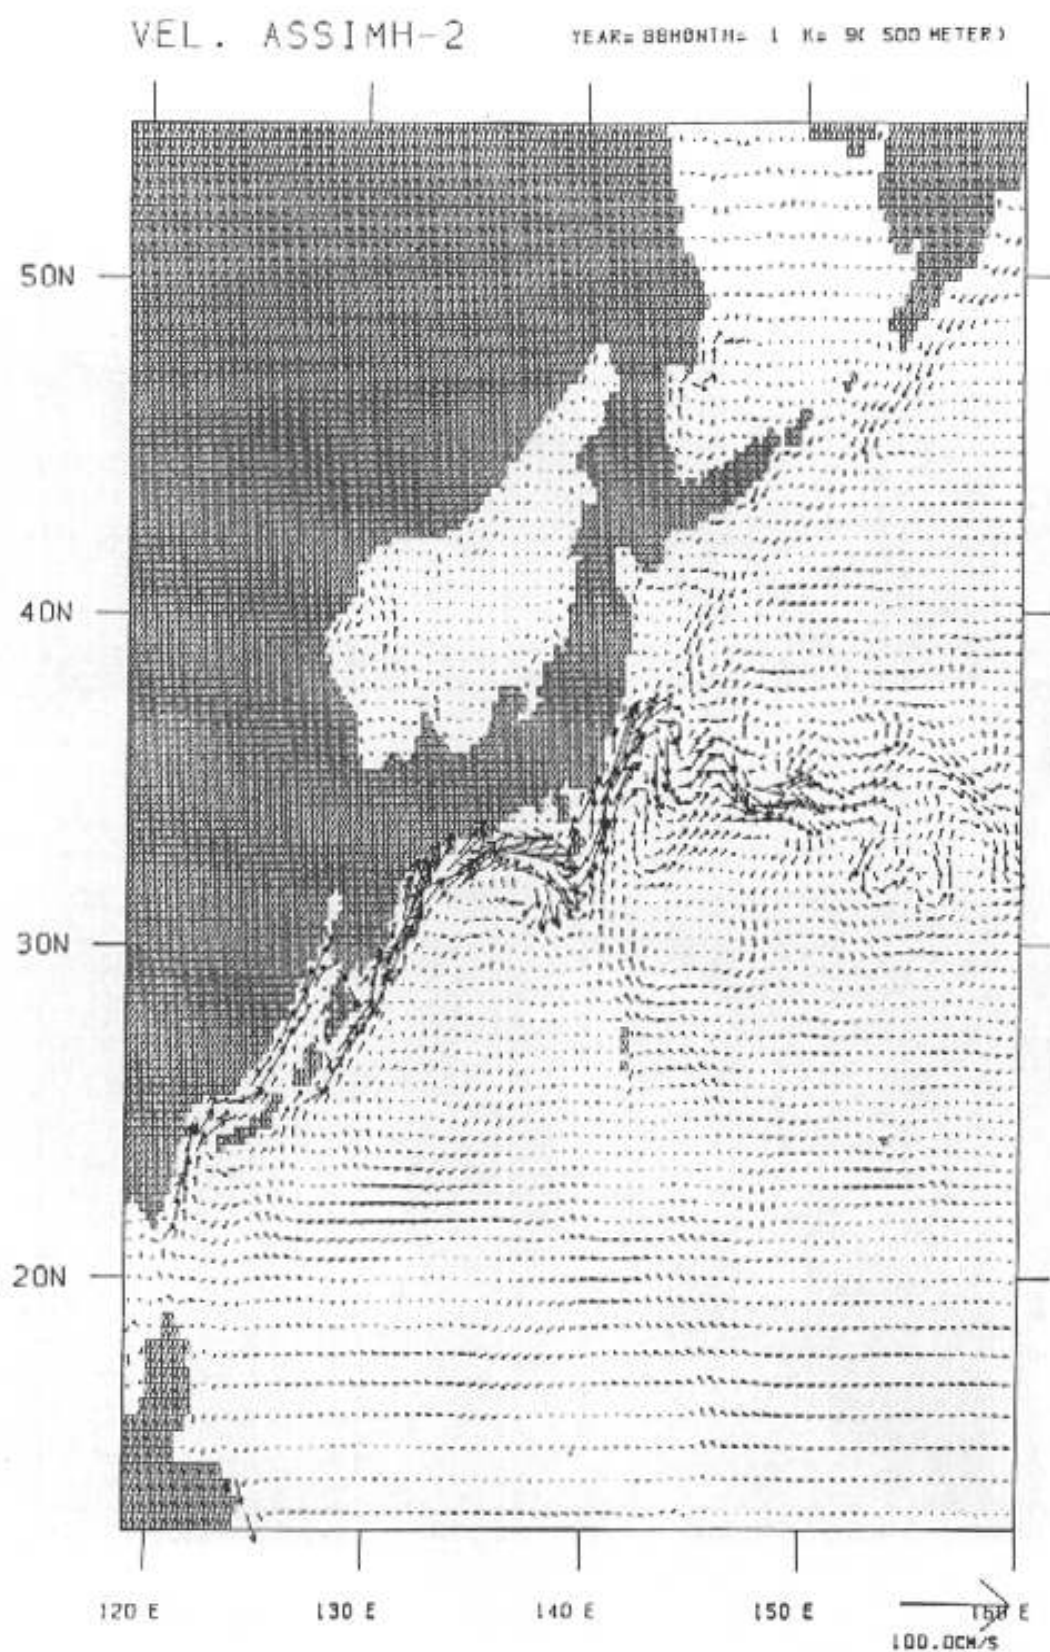 VEL. ASSIMH-2 YEAR= 88MONTH= 1 K= 9( 500 METER)
50N
40N
30N
20N
120 E 130 E 140 E 150 E 160 E
100.0CM/S